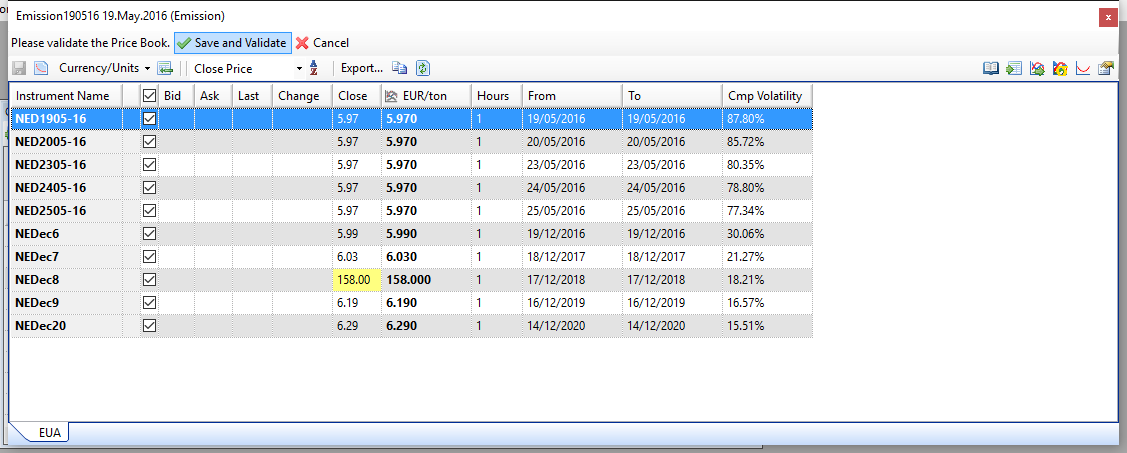 Emission190516 19.May.2016 (Emission)
Please validate the Price Book. Save and Validate Cancel
Currency/Units Close Price Export...
Instrument Name Bid Ask Last Change Close EUR/ton Hours From To Cmp Volatility
NED1905-16 5.97 5.970 1 19/05/2016 19/05/2016 87.80%
NED2005-16 5.97 5.970 1 20/05/2016 20/05/2016 85.72%
NED2305-16 5.97 5.970 1 23/05/2016 23/05/2016 80.35%
NED2405-16 5.97 5.970 1 24/05/2016 24/05/2016 78.80%
NED2505-16 5.97 5.970 1 25/05/2016 25/05/2016 77.34%
NEDec6 5.99 5.990 1 19/12/2016 19/12/2016 30.06%
NEDec7 6.03 6.030 1 18/12/2017 18/12/2017 21.27%
NEDec8 158.00 158.000 1 17/12/2018 17/12/2018 18.21%
NEDec9 6.19 6.190 1 16/12/2019 16/12/2019 16.57%
NEDec20 6.29 6.290 1 14/12/2020 14/12/2020 15.51%
EUA